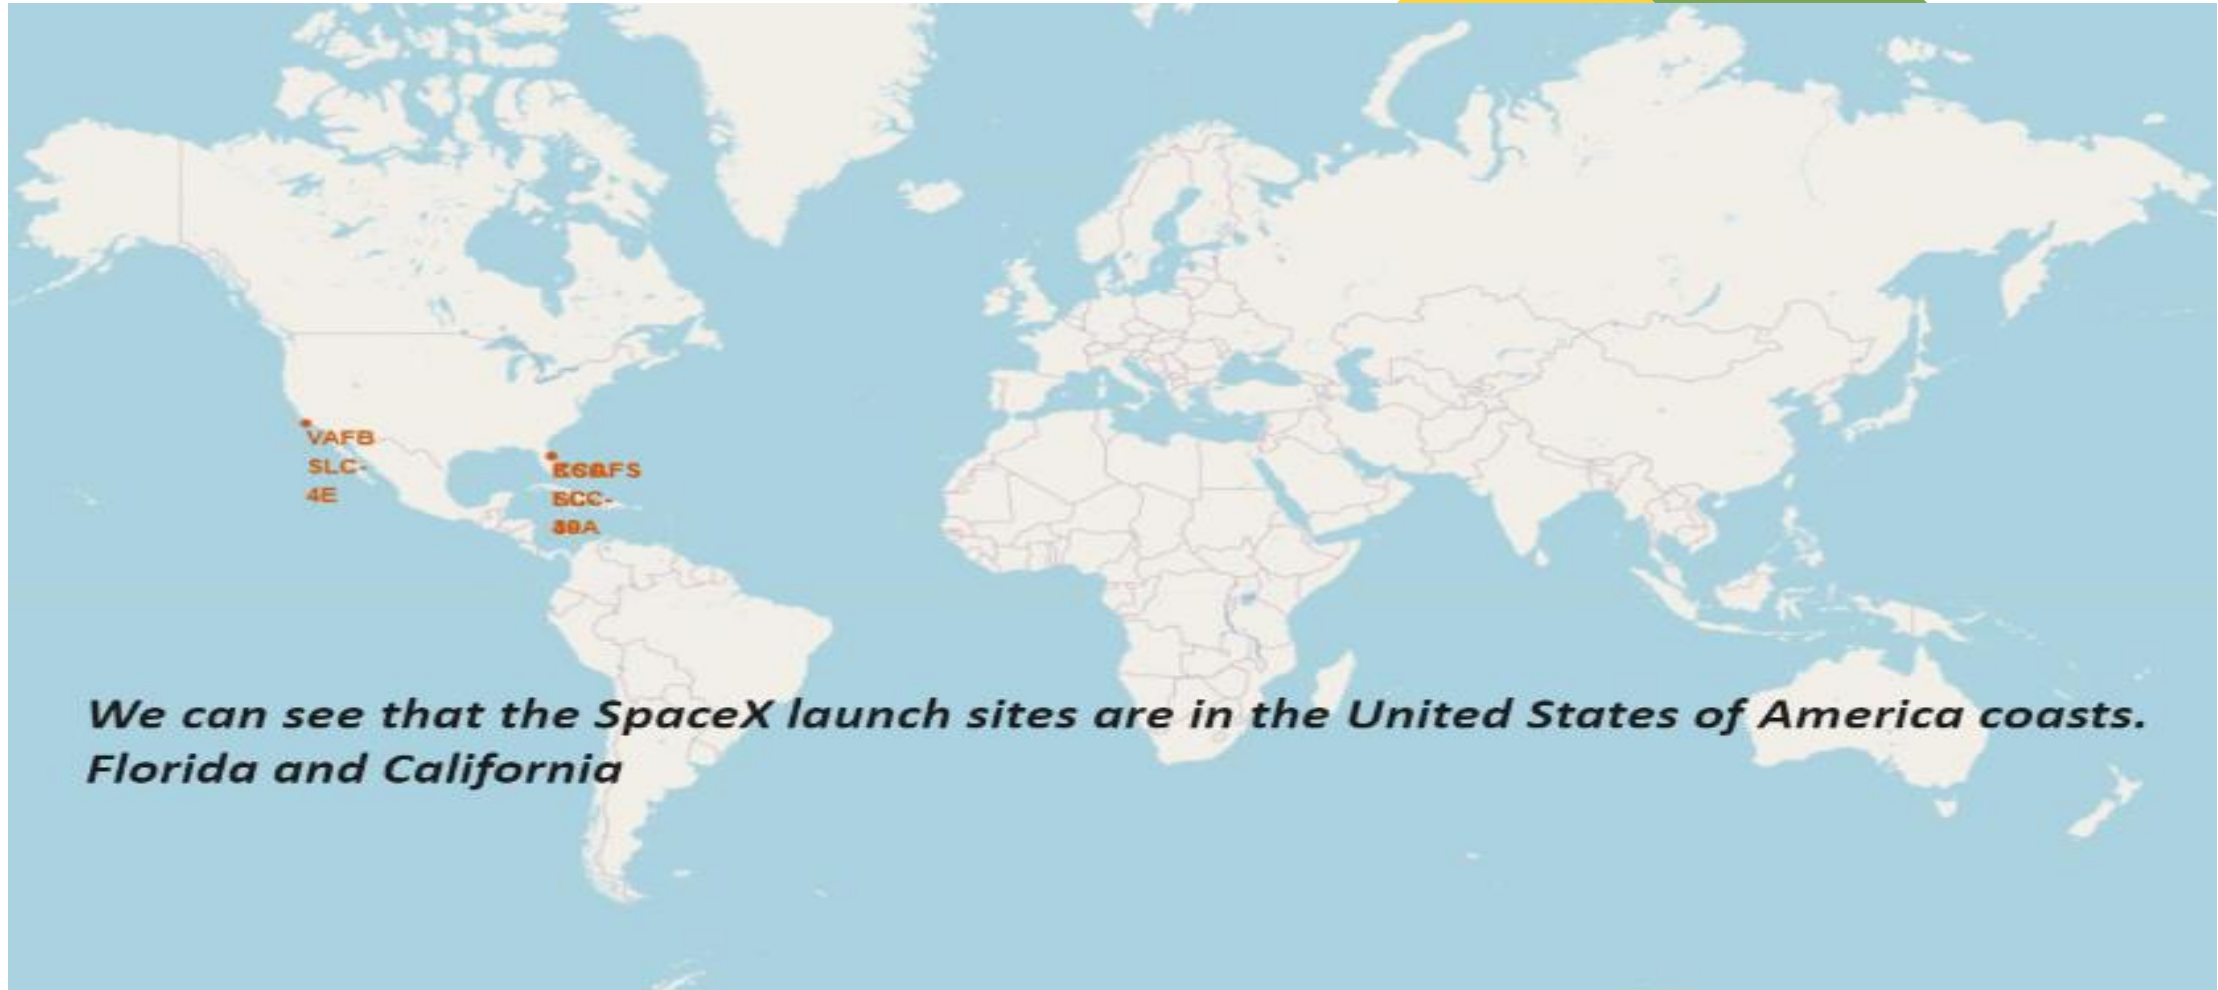 VAFB
SLC-
4E
We can see that the SpaceX launch sites are in the United States of America coasts.
Florida and California